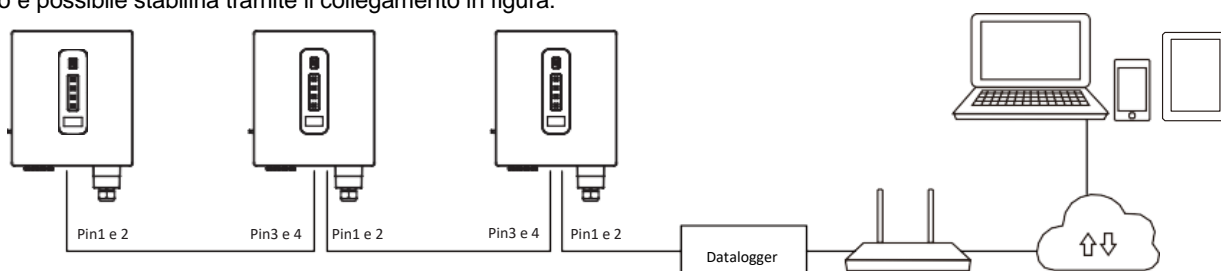 o è possibile stabilirla tramite il collegamento in figura.
Pin1 e 2
Pin3 e 4
Pin1 e 2
Pin3 e 4
Pin1 e 2
Datalogger